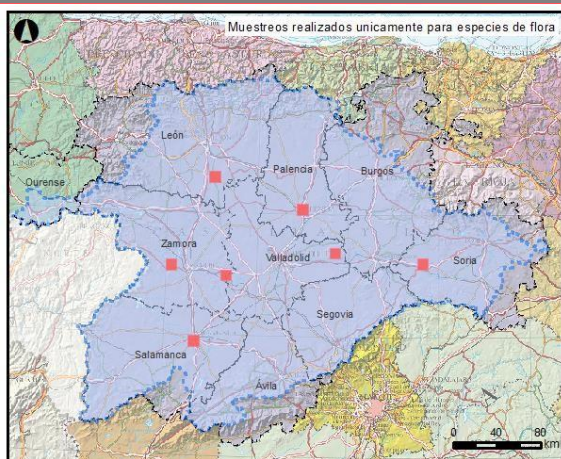 Muestreos realizados unicamente para especies de flora
León
Palencia
Burgos
Ourense
Zamora
Valladolid
Soria
Segovia
Salamanca
Ávila
0 40 80
km